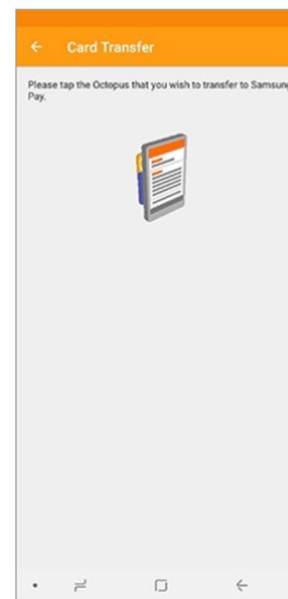 Card Transfer
Please tap the Octopus that you wish to transfer to Samsung
Pay.